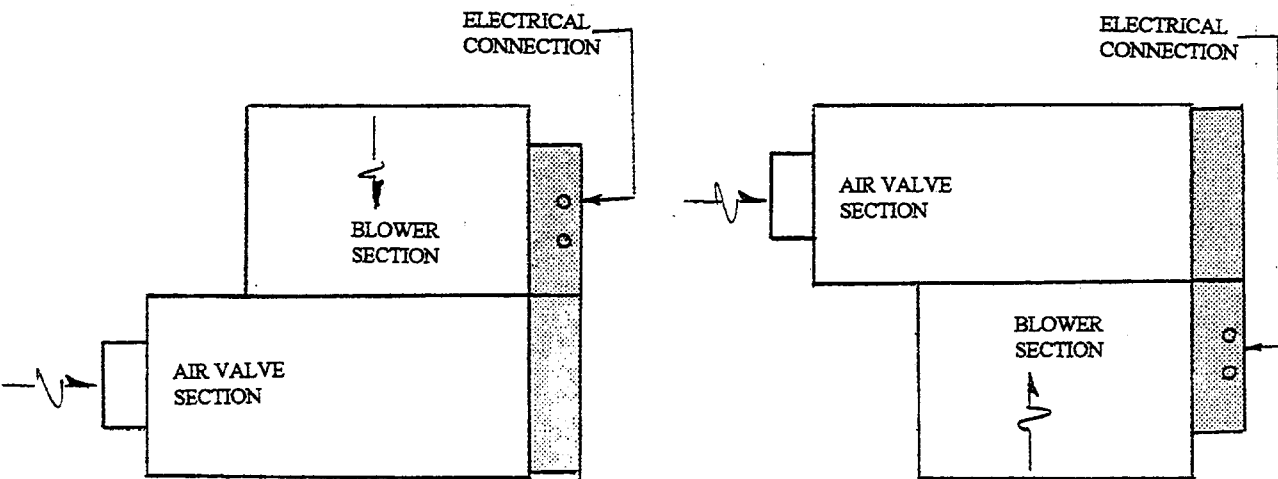 ELECTRICAL
CONNECTION
BLOWER
SECTION
AIR VALVE
SECTION
ELECTRICAL
CONNECTION
AIR VALVE
SECTION
BLOWER
SECTION